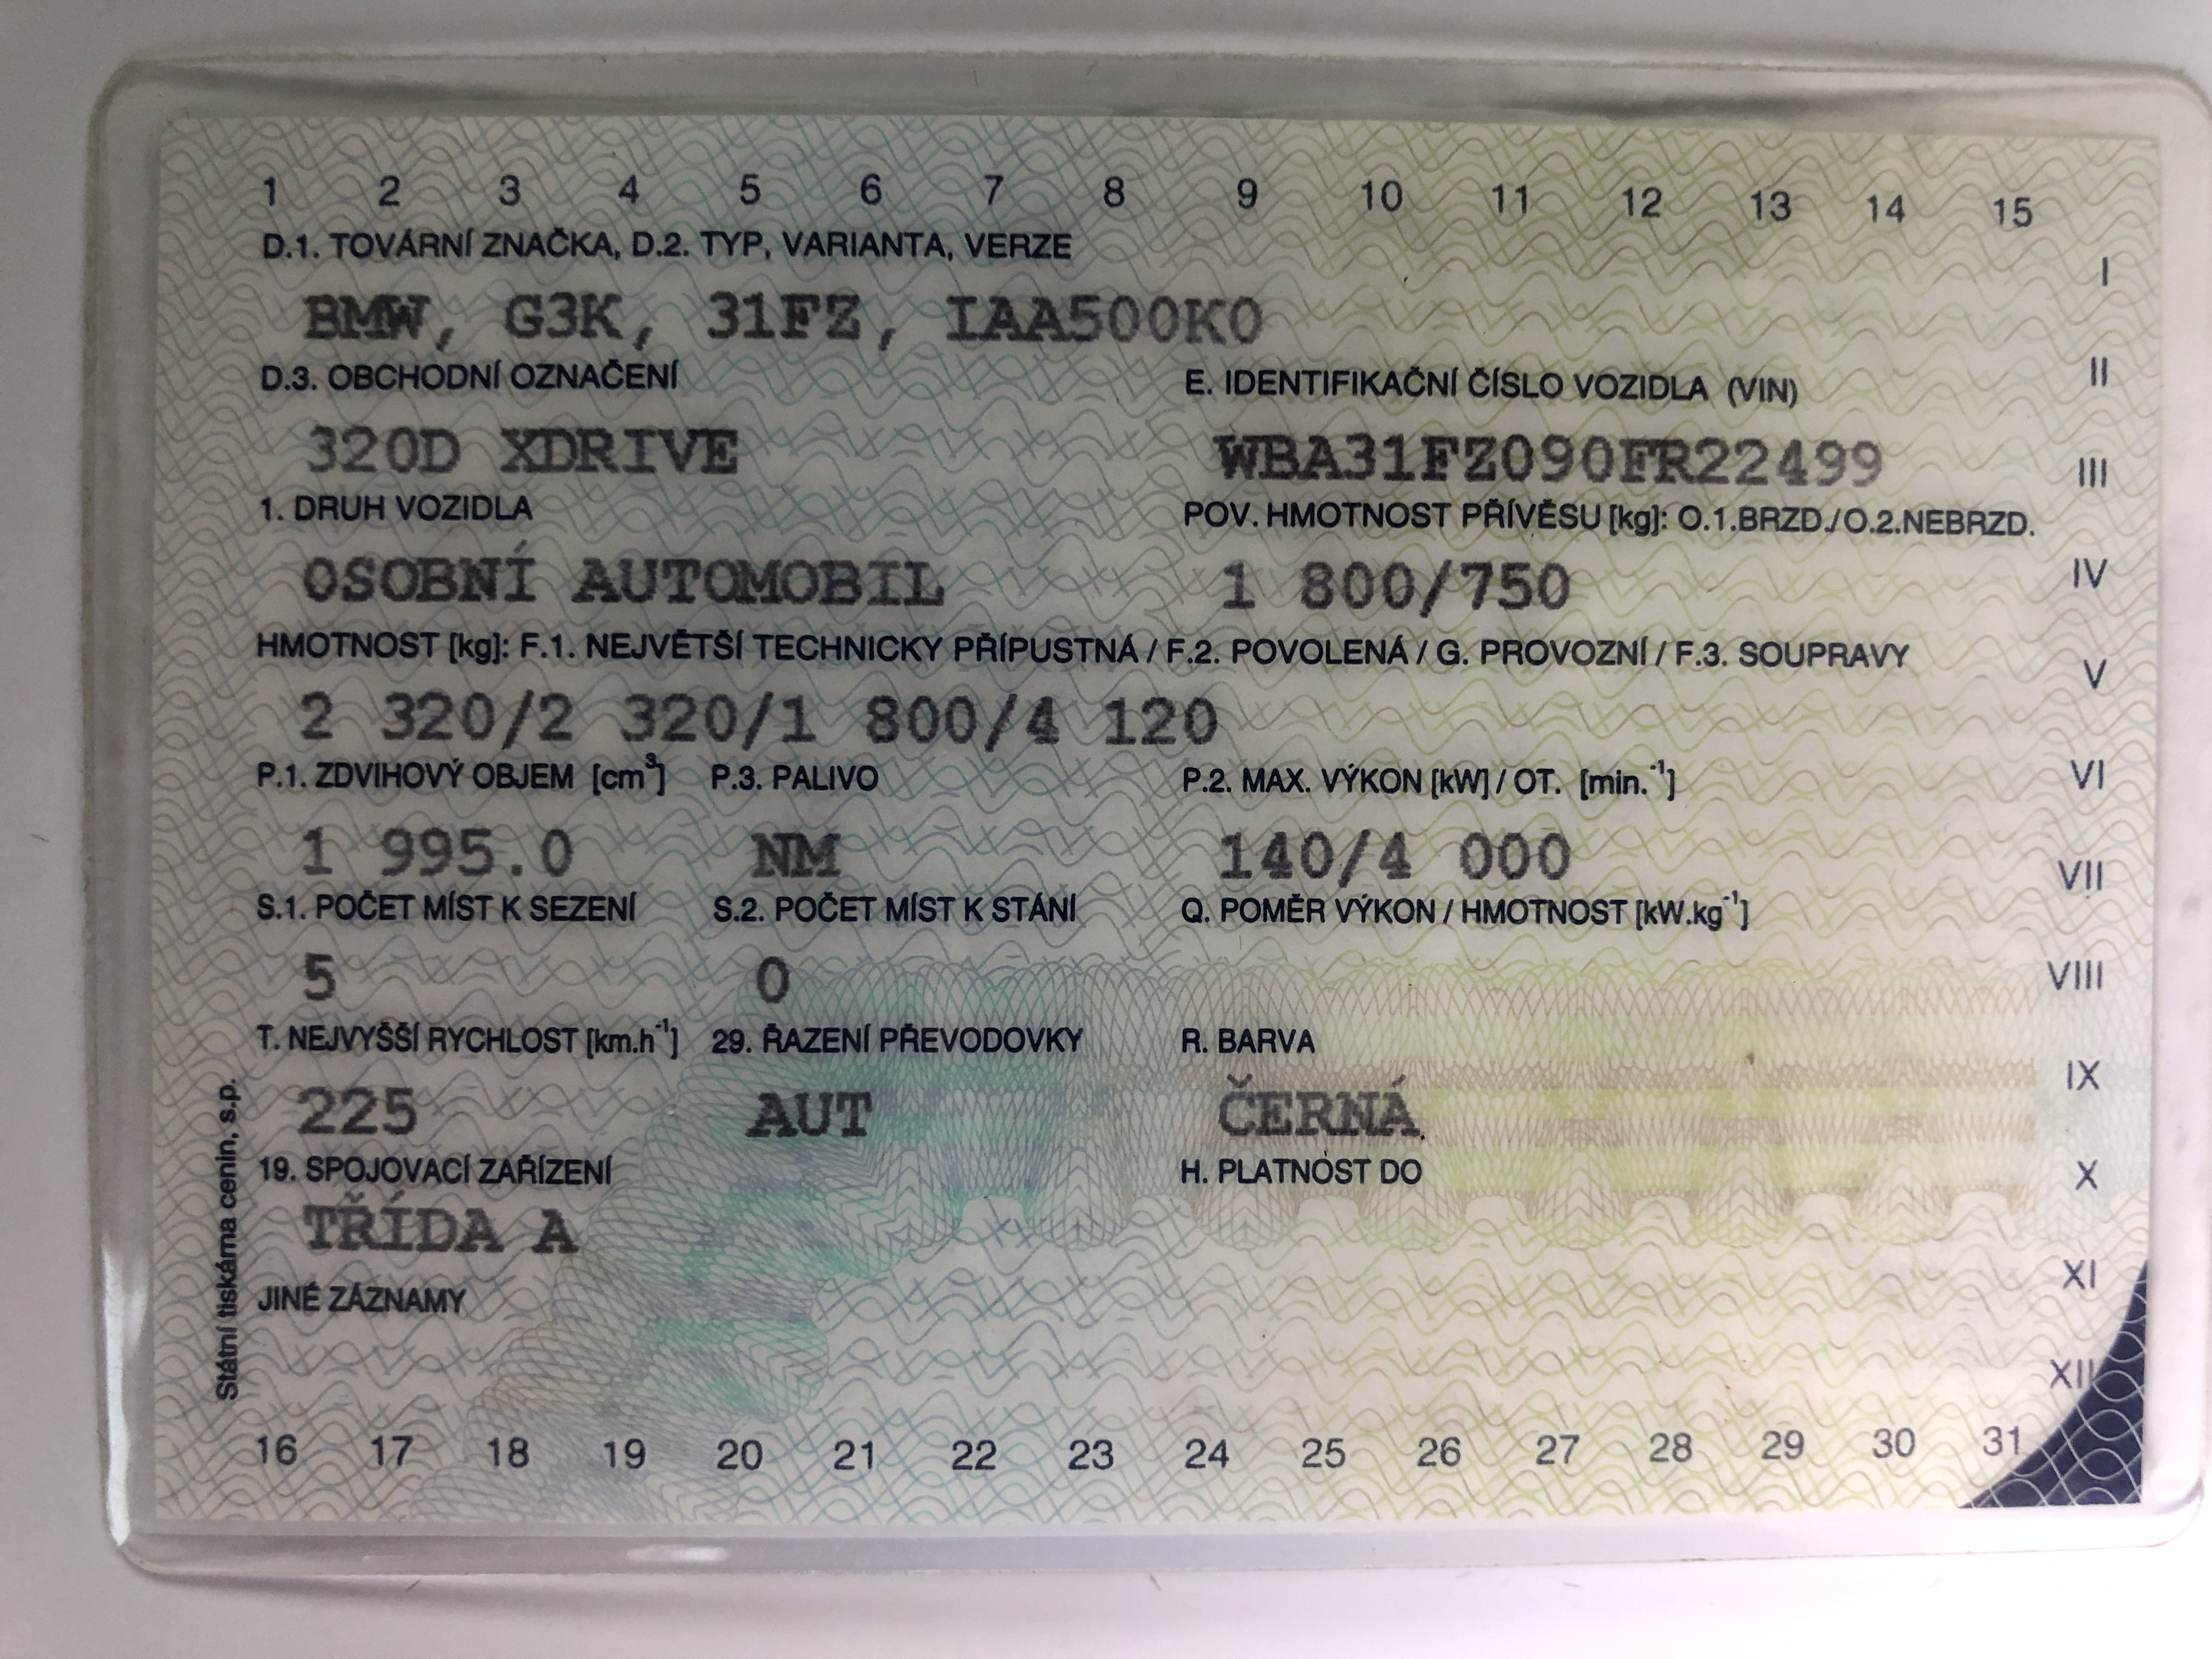 1 2 3 4 5 6 7 8 9 10 11 12 13 14 15
D.1. TOVÁRNÍ ZNAČKA, D.2. TYP, VARIANTA, VERZE
I
BMW, G3K, 31FZ, IAA500K0
D.3. OBCHODNÍ OZNAČENÍ E. IDENTIFIKAČNÍ ČÍSLO VOZIDLA (VIN)
II
320D XDRIVE WBA31FZ090FR22499
III
1. DRUH VOZIDLA POV. HMOTNOST PŘÍVĚSU [kg]: O.1.BRZD./O.2.NEBRZD.
OSOBNÍ AUTOMOBIL 1 800/750
IV
HMOTNOST [kg]: F.1. NEJVĚTŠÍ TECHNICKY PŘÍPUSTNÁ / F.2. POVOLENÁ / G. PROVOZNÍ / F.3. SOUPRAVY
V
2 320/2 320/1 800/4 120
P.1. ZDVIHOVÝ OBJEM [cm³] P.3. PALIVO P.2. MAX. VÝKON [kW] / OT. [min.⁻¹]
VI
1 995.0 NM 140/4 000
VII
S.1. POČET MÍST K SEZENÍ S.2. POČET MÍST K STÁNÍ Q. POMĚR VÝKON / HMOTNOST [kW.kg⁻¹]
5 0
VIII
T. NEJVYŠŠÍ RYCHLOST [km.h⁻¹] 29. ŘAZENÍ PŘEVODOVKY R. BARVA
IX
225 AUT ČERNÁ
19. SPOJOVACÍ ZAŘÍZENÍ H. PLATNOST DO
X
TŘÍDA A
XI
JINÉ ZÁZNAMY
XII
Státní tiskárna cenin, s.p.
16 17 18 19 20 21 22 23 24 25 26 27 28 29 30 31